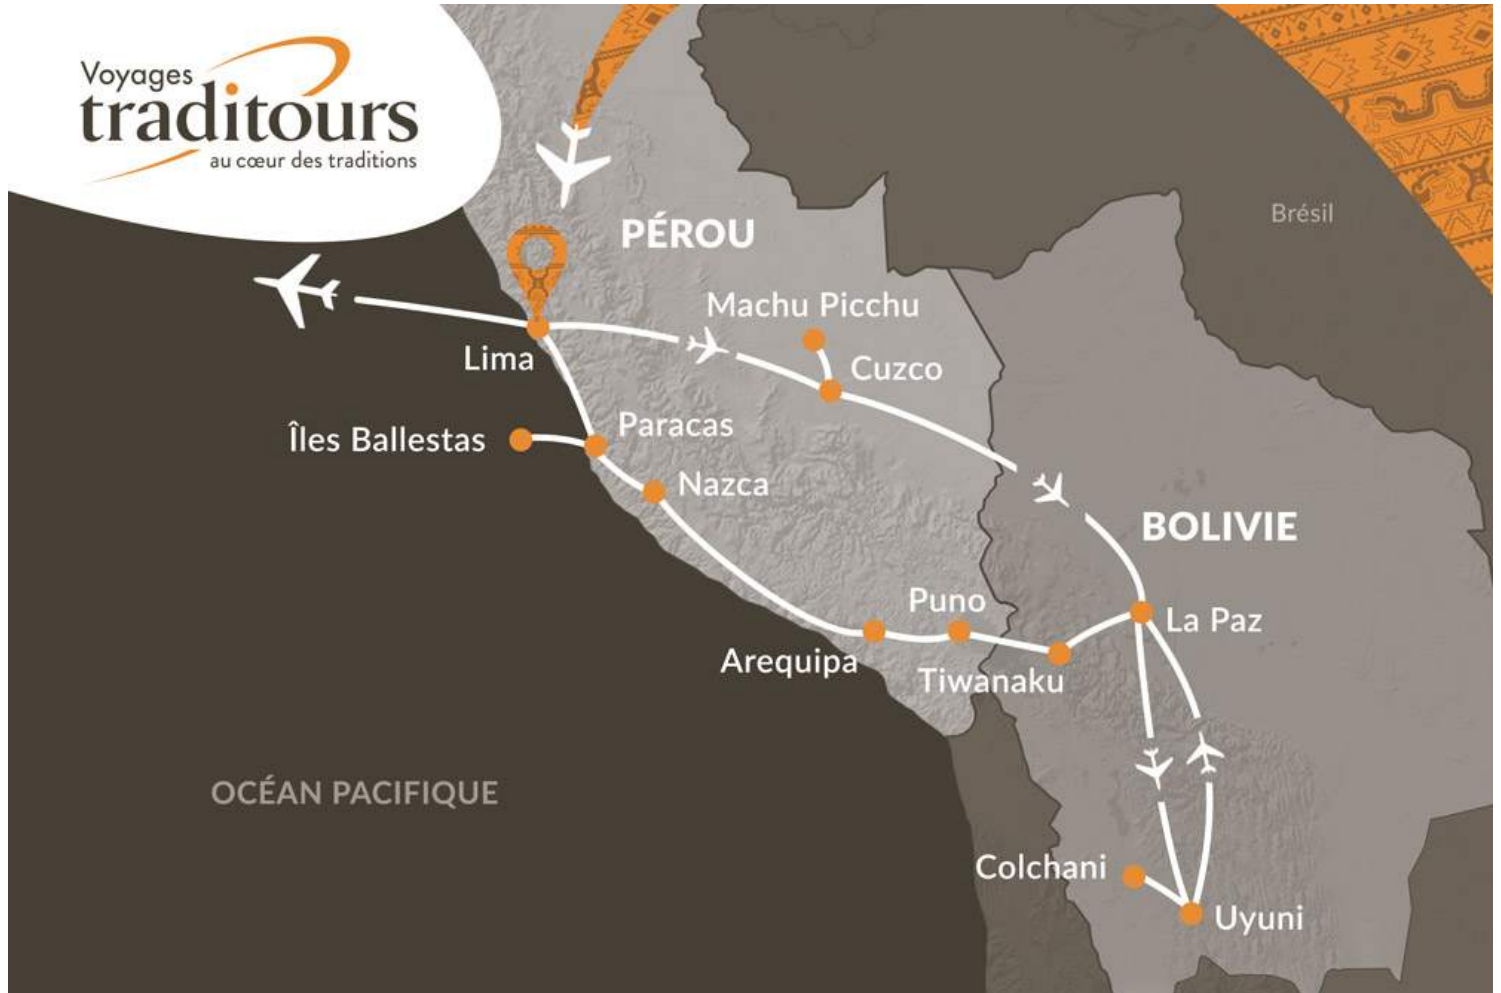 Voyages
traditours
au cœur des traditions
PÉROU
Brésil
Machu Picchu
Lima
Cuzco
Îles Ballestas
Paracas
Nazca
BOLIVIE
Puno
La Paz
Arequipa
Tiwanaku
OCÉAN PACIFIQUE
Colchani
Uyuni